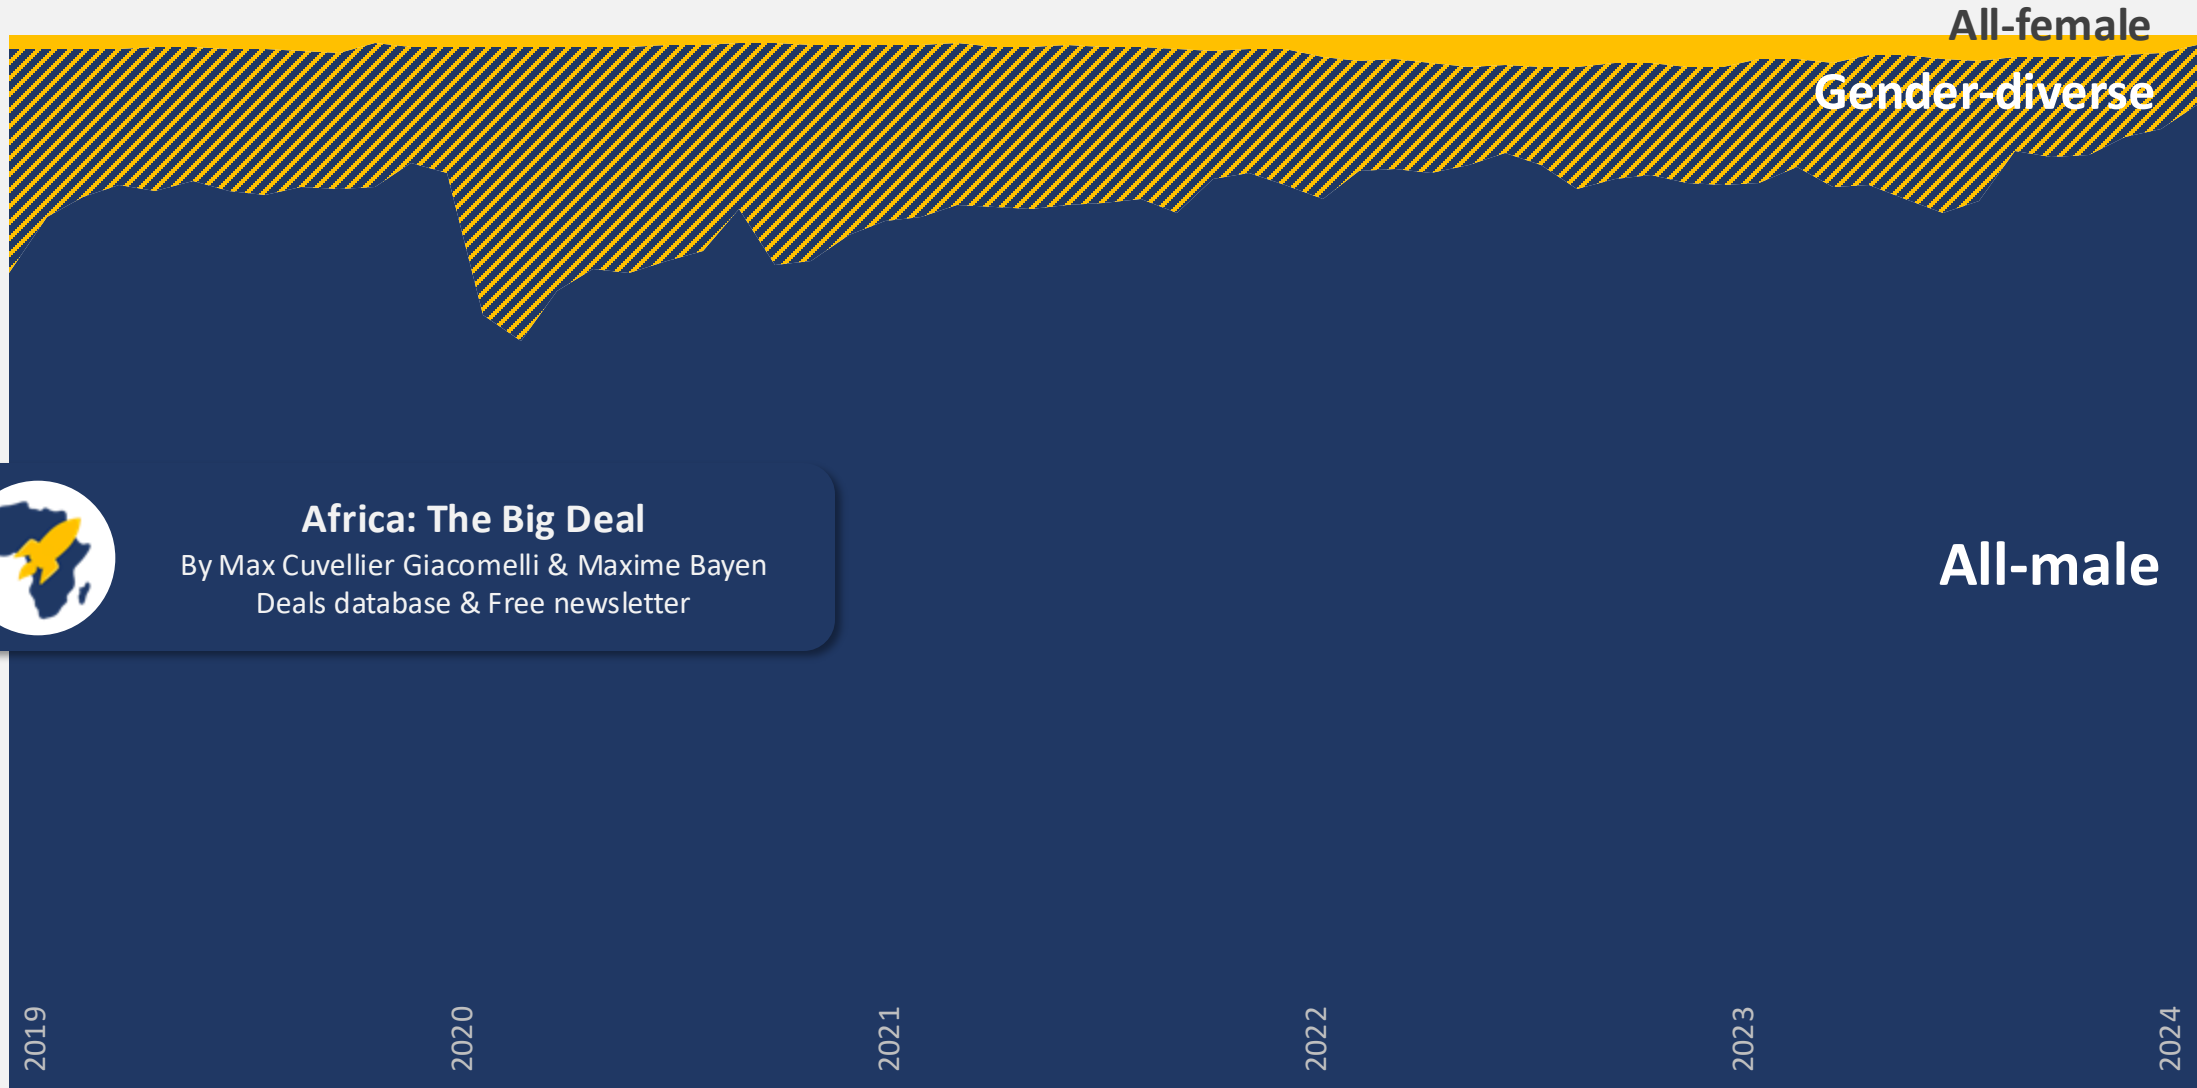 All-female
Gender-diverse
Africa: The Big Deal
By Max Cuvellier Giacomelli & Maxime Bayen
Deals database & Free newsletter
All-male
2019
2020
2021
2022
2023
2024